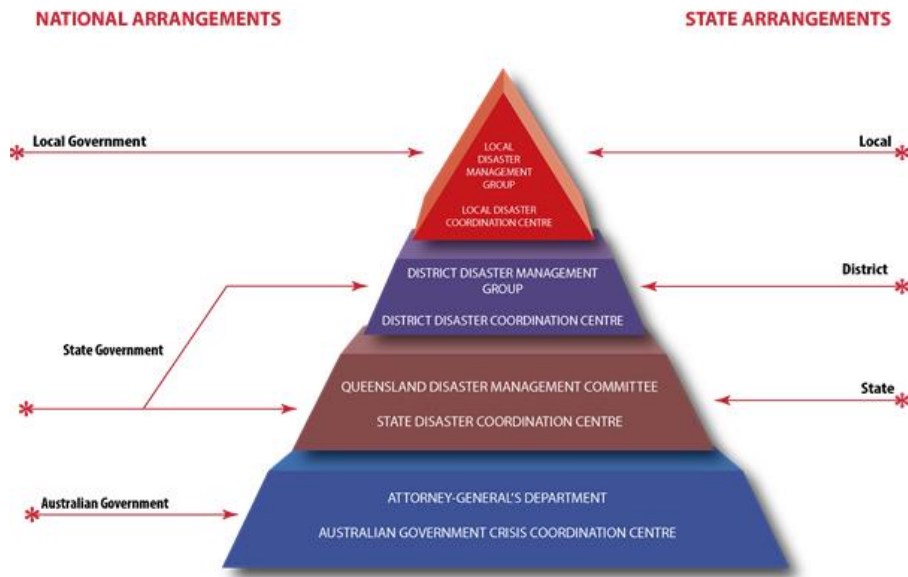 NATIONAL ARRANGEMENTS
STATE ARRANGEMENTS
Local Government
LOCAL
DISASTER
MANAGEMENT
GROUP
LOCAL DISASTER
COORDINATION CENTRE
Local
DISTRICT DISASTER MANAGEMENT
GROUP
DISTRICT DISASTER COORDINATION CENTRE
District
State Government
QUEENSLAND DISASTER MANAGEMENT COMMITTEE
STATE DISASTER COORDINATION CENTRE
State
Australian Government
ATTORNEY-GENERAL'S DEPARTMENT
AUSTRALIAN GOVERNMENT CRISIS COORDINATION CENTRE